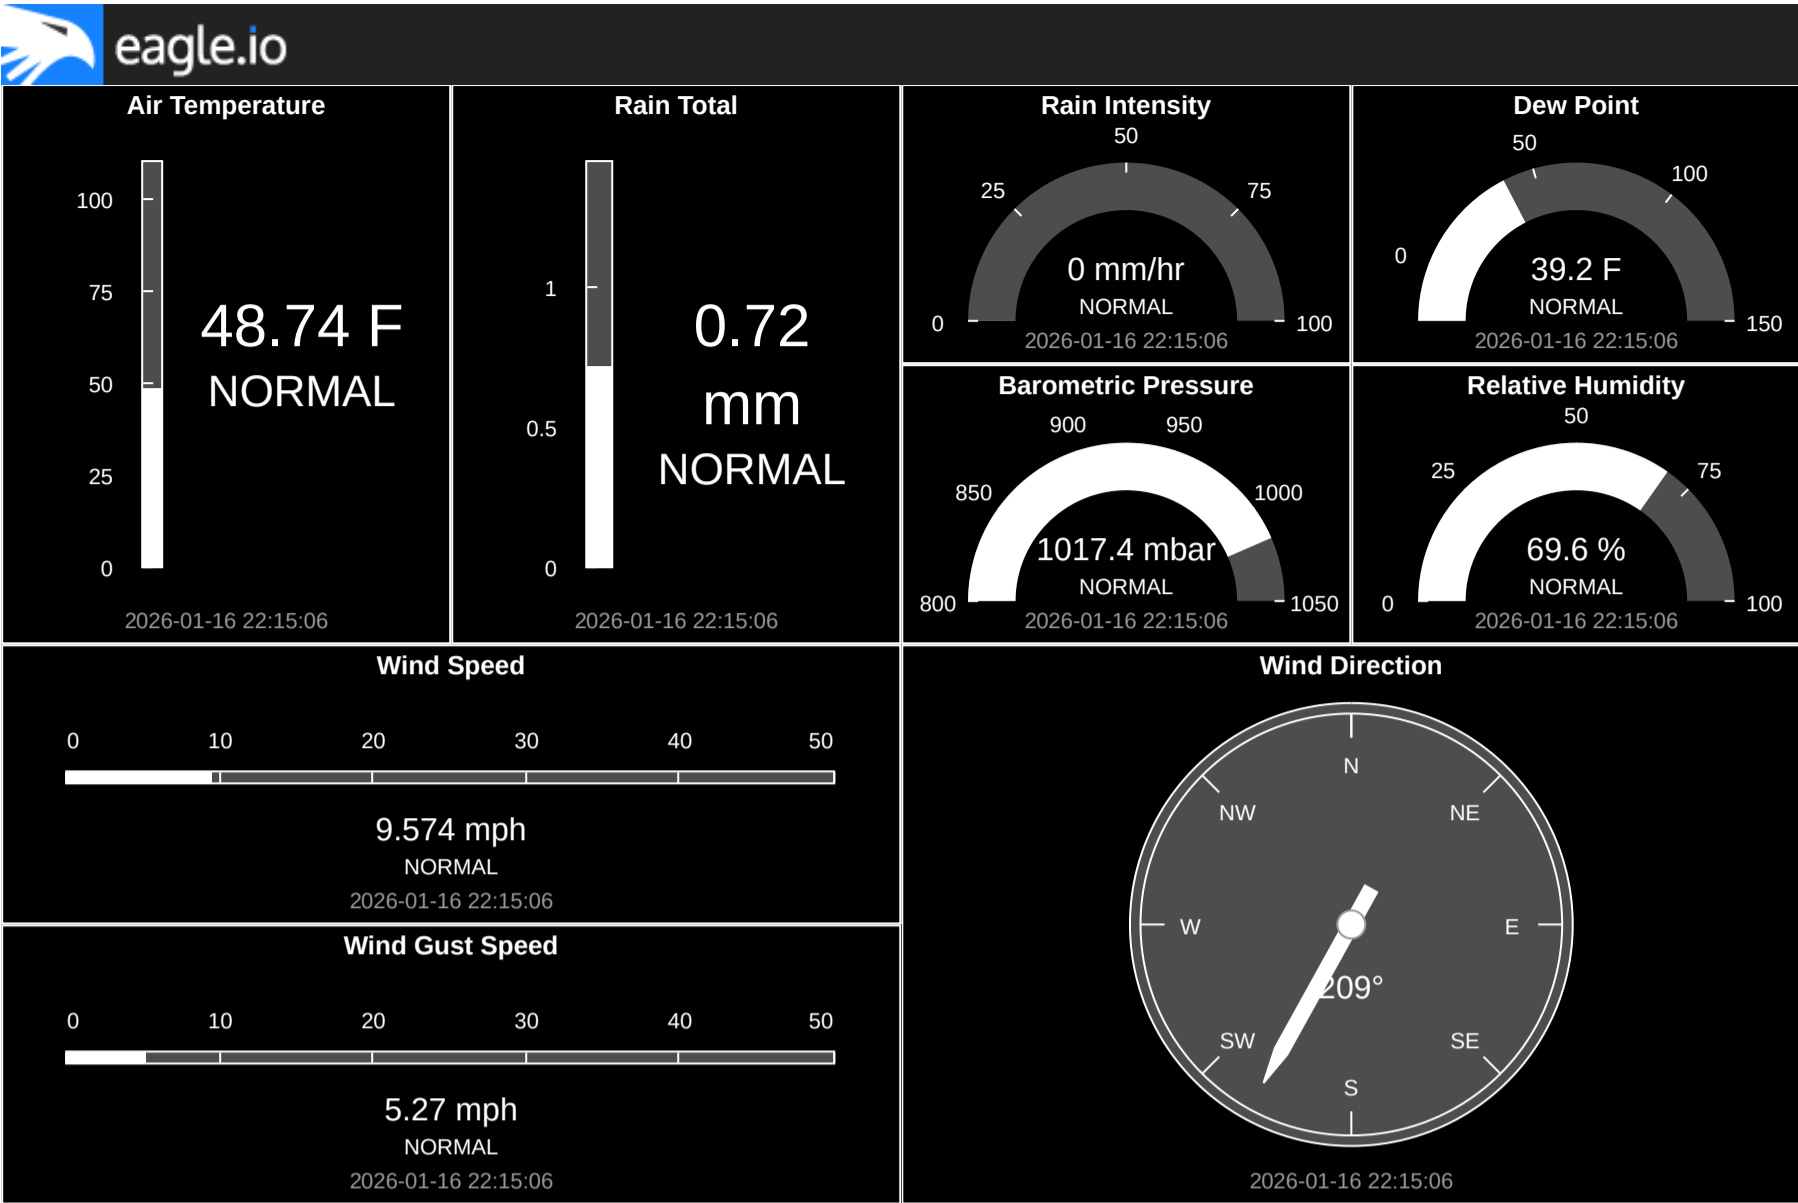 eagle.io
Air Temperature
100
75
50
25
0
48.74 F
NORMAL
2026-01-16 22:15:06
Rain Total
1
0.5
0
0.72
mm
NORMAL
2026-01-16 22:15:06
Rain Intensity
0
25
50
75
100
0 mm/hr
NORMAL
2026-01-16 22:15:06
Dew Point
0
50
100
150
39.2 F
NORMAL
2026-01-16 22:15:06
Barometric Pressure
800
850
900
950
1000
1050
1017.4 mbar
NORMAL
2026-01-16 22:15:06
Relative Humidity
0
25
50
75
100
69.6 %
NORMAL
2026-01-16 22:15:06
Wind Speed
0 10 20 30 40 50
9.574 mph
NORMAL
2026-01-16 22:15:06
Wind Gust Speed
0 10 20 30 40 50
5.27 mph
NORMAL
2026-01-16 22:15:06
Wind Direction
N
NW NE
W E
209°
SW SE
S
2026-01-16 22:15:06